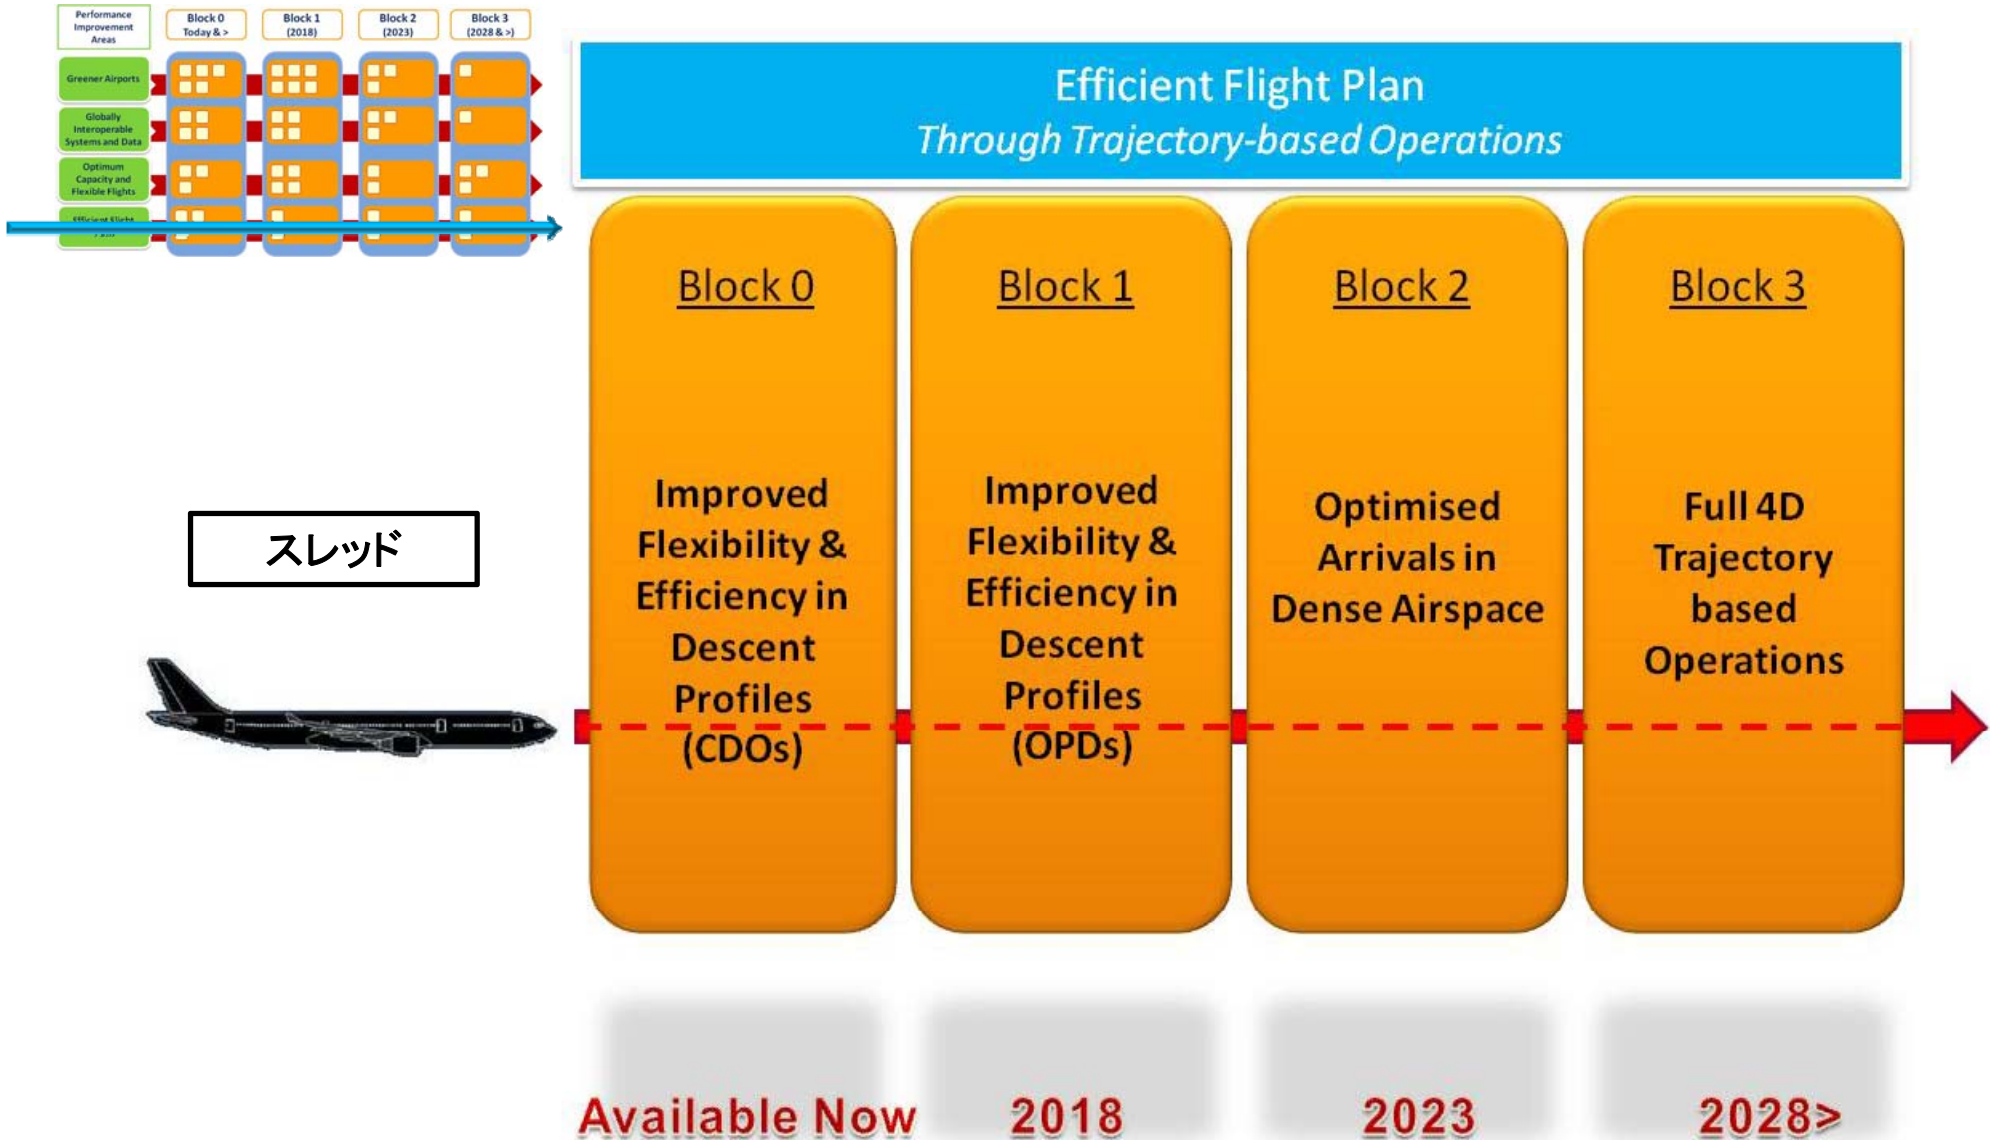 Performance
Improvement
Areas
Block 0
Today & >
Block 1
(2018)
Block 2
(2023)
Block 3
(2028 & >)
Greener Airports
Globally
Interoperable
Systems and Data
Optimum
Capacity and
Flexible Flights
Efficient Flight
Efficient Flight Plan
Through Trajectory-based Operations
Block 0
Improved
Flexibility &
Efficiency in
Descent
Profiles
(CDOs)
Block 1
Improved
Flexibility &
Efficiency in
Descent
Profiles
(OPDs)
Block 2
Optimised
Arrivals in
Dense Airspace
Block 3
Full 4D
Trajectory
based
Operations
スレッド
Available Now
2018
2023
2028>